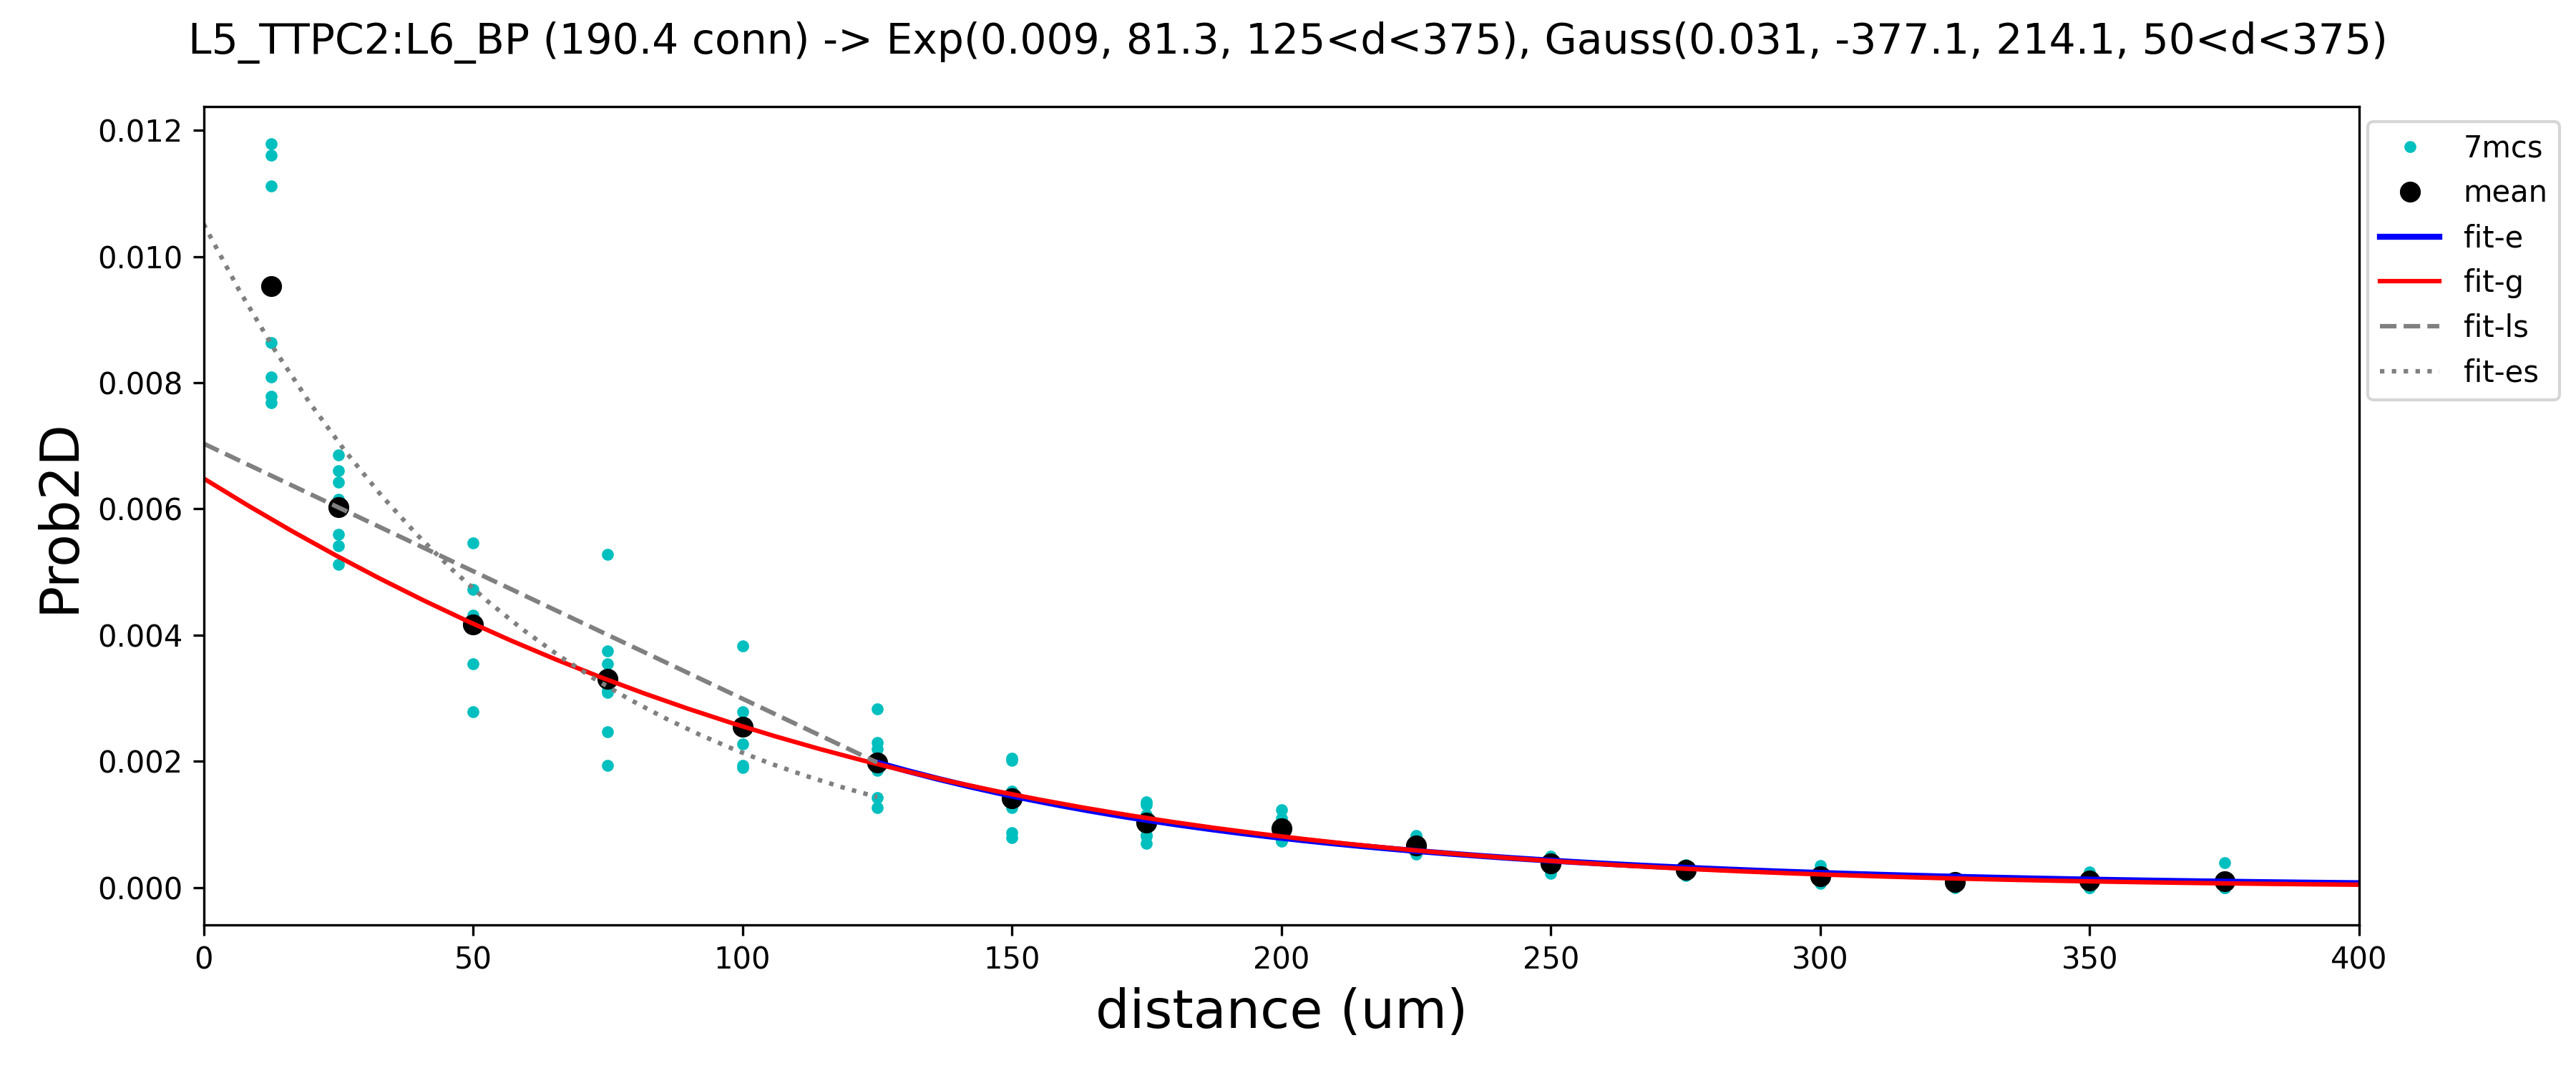 L5_TTPC2:L6_BP (190.4 conn) -> Exp(0.009, 81.3, 125<d<375), Gauss(0.031, -377.1, 214.1, 50<d<375)
0.012
0.010
0.008
0.006
0.004
0.002
0.000
Prob2D
0
50
100
150
200
250
300
350
400
distance (um)
7mcs
mean
fit-e
fit-g
fit-ls
fit-es